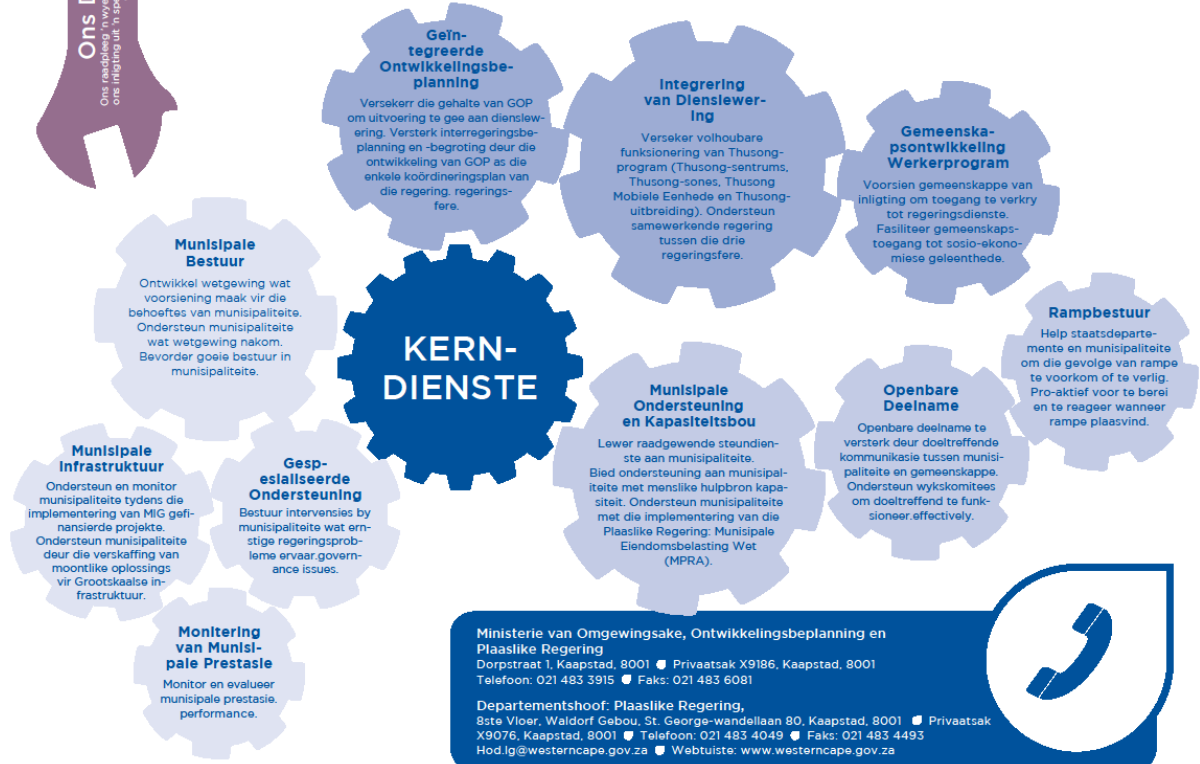 Ons
Ons raadpleeg 'n
ons inligting uit 'n
Geïn-
tegreerde
Ontwikkelingsbe-
planning
Versekerr die gehalte van GOP
om uitvoering te gee aan dienslew-
ering. Versterk interregeringsbe-
planning en -begroting deur die
ontwikkeling van GOP as die
enkele koördineringsplan van
die regering. regerings-
fere.
Integrering
van Dienslewer-
ing
Verseker volhoubare
funksionering van Thusong-
program (Thusong-sentrums,
Thusong-sones, Thusong
Mobiele Eenhede en Thusong-
uitbreiding). Ondersteun
samewerkende regering
tussen die drie
regeringsfere.
Gemeenska-
psontwikkeling
Werkerprogram
Voorsien gemeenskappe van
inligting om toegang te verkry
tot regeringsdienste.
Fasiliteer gemeenskaps-
toegang tot sosio-ekono-
miese geleenthede.
Munisipale
Bestuur
Ontwikkel wetgewing wat
voorsiening maak vir die
behoeftes van munisipaliteite.
Ondersteun munisipaliteite
wat wetgewing nakom.
Bevorder goeie bestuur in
munisipaliteite.
KERN-
DIENSTE
Rampbestuur
Help staatsdeparte-
mente en munisipaliteite
om die gevolge van rampe
te voorkom of te verlig.
Pro-aktief voor te berei
en te reageer wanneer
rampe plaasvind.
Munisipale
Ondersteuning
en Kapasiteitsbou
Lewer raadgewende steundien-
ste aan munisipaliteite.
Bied ondersteuning aan munisipal-
iteite met menslike hulpbron kapa-
siteit. Ondersteun munisipaliteite
met die implementering van die
Plaaslike Regering: Munisipale
Eiendomsbelasting Wet
(MPRA).
Openbare
Deelname
Openbare deelname te
versterk deur doeltreffende
kommunikasie tussen munisi-
paliteite en gemeenskappe.
Ondersteun wykskomitees
om doeltreffend te funk-
sioneer.effectively.
Munisipale
Infrastruktuur
Ondersteun en monitor
munisipaliteite tydens die
implementering van MIG gefi-
nansierde projekte.
Ondersteun munisipaliteite
deur die verskaffing van
moontlike oplossings
vir Grootskaalse in-
frastruktuur.
Gesp-
esialiseerde
Ondersteuning
Bestuur intervensies by
munisipaliteite wat ern-
stige regeringsprob-
leme ervaar.govern-
ance issues.
Monitering
van Munisi-
pale Prestasie
Monitor en evalueer
munisipale prestasie.
performance.
Ministerie van Omgewingsake, Ontwikkelingsbeplanning en
Plaaslike Regering
Dorpstraat 1, Kaapstad, 8001 Privaatsak X9186, Kaapstad, 8001
Telefoon: 021 483 3915 Faks: 021 483 6081
Departementshoof: Plaaslike Regering,
8ste Vloer, Waldorf Gebou, St. George-wandellaan 80, Kaapstad, 8001 Privaatsak
X9076, Kaapstad, 8001 Telefoon: 021 483 4049 Faks: 021 483 4493
Hod.lg@westerncape.gov.za Webtuiste: www.westerncape.gov.za